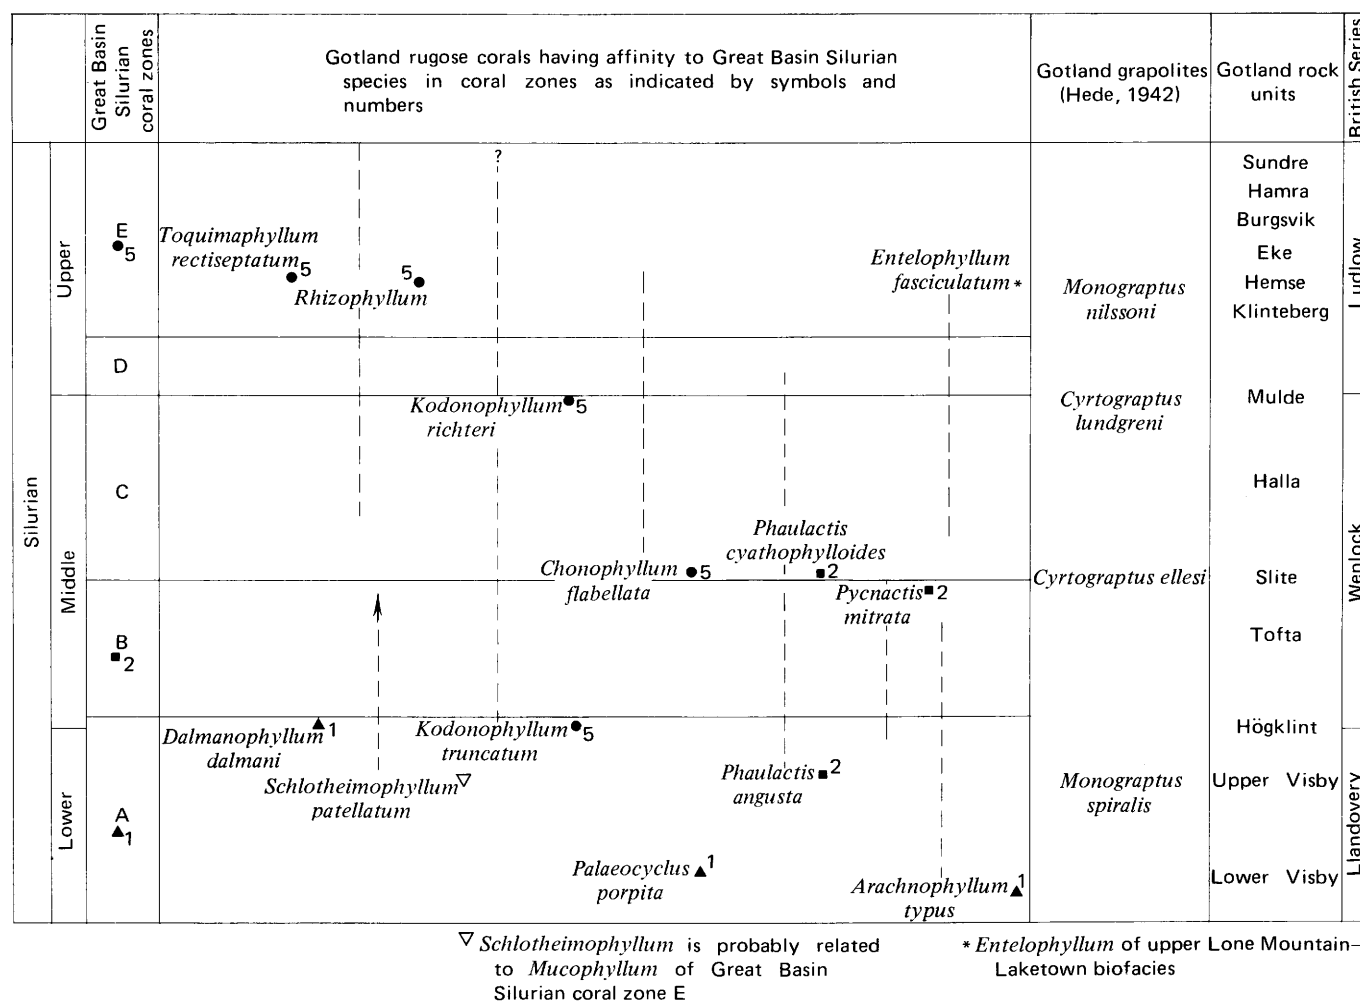 Great Basin
Silurian
coral zones
Gotland rugose corals having affinity to Great Basin Silurian
species in coral zones as indicated by symbols and
numbers
Gotland grapolites
(Hede, 1942)
Gotland rock
units
British Series
Silurian
Upper
Middle
Lower
E
5
D
C
B
2
A
1
?
Toquimaphyllum
rectiseptatum 5
Rhizophyllum 5
Entelophyllum
fasciculatum *
Kodonophyllum 5
richteri
Phaulactis
cyathophylloides
2
Chonophyllum 5
flabellata
Pycnactis 2
mitrata
Dalmanophyllum 1
dalmani
Kodonophyllum 5
truncatum
Schlotheimophyllum
patellatum
Phaulactis 2
angusta
Palaeocyclus 1
porpita
Arachnophyllum 1
typus
Monograptus
nilssoni
Cyrtograptus
lundgreni
Cyrtograptus ellesi
Monograptus
spiralis
Sundre
Hamra
Burgsvik
Eke
Hemse
Klinteberg
Mulde
Halla
Slite
Tofta
Högklint
Upper Visby
Lower Visby
Ludlow
Wenlock
Llandovery
▽ Schlotheimophyllum is probably related
to Mucophyllum of Great Basin
Silurian coral zone E
* Entelophyllum of upper Lone Mountain–
Laketown biofacies